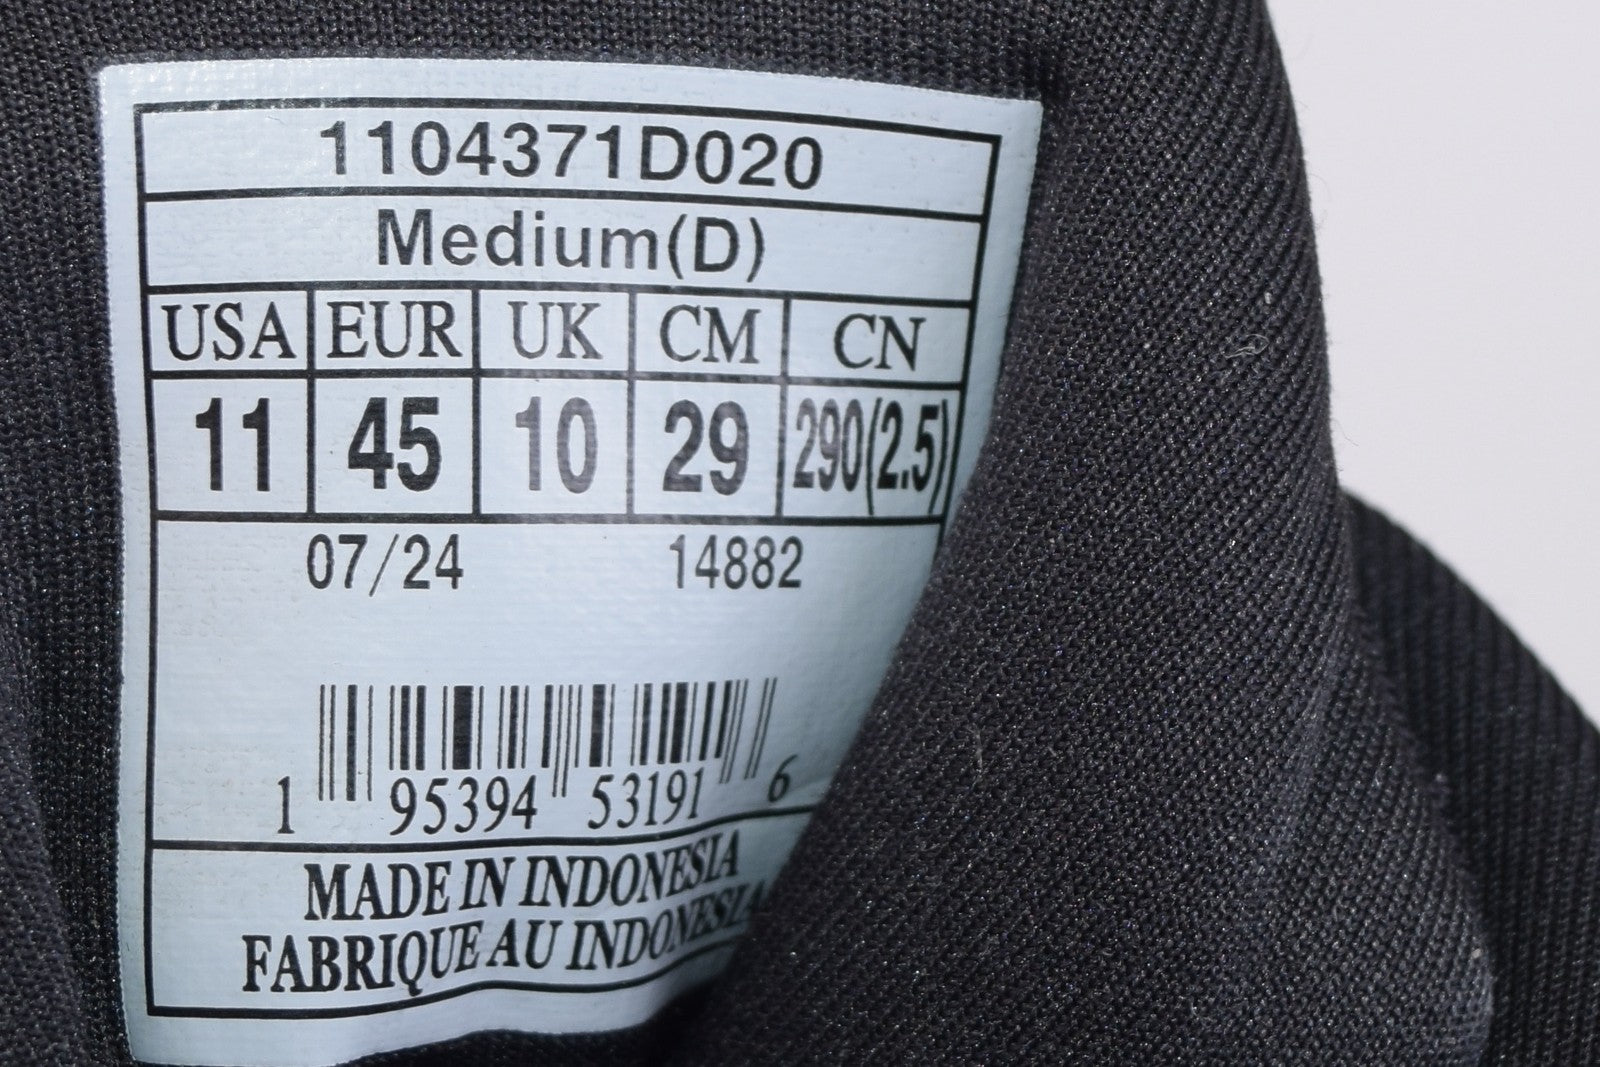 1104371D020
Medium(D)
USA EUR UK CM CN
11 45 10 29 290(2.5)
07/24 14882
1 95394 53191 6
MADE IN INDONESIA
FABRIQUE AU INDONESIA